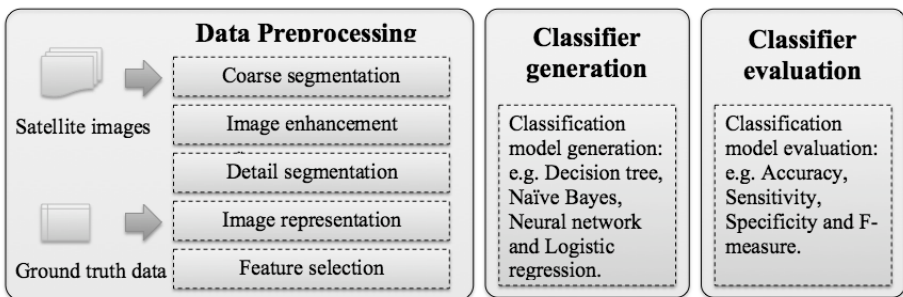 Data Preprocessing
Satellite images
Coarse segmentation
Image enhancement
Detail segmentation
Ground truth data
Image representation
Feature selection
Classifier
generation
Classification
model generation:
e.g. Decision tree,
Naïve Bayes,
Neural network
and Logistic
regression.
Classifier
evaluation
Classification
model evaluation:
e.g. Accuracy,
Sensitivity,
Specificity and F-
measure.